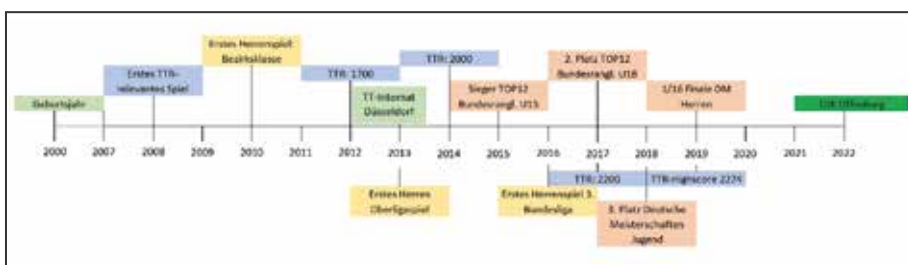 Erstes Herrenspiel:
Bezirksklasse
Erstes TTR-
relevantes Spiel
TTR: 1700
TTR: 2000
2. Platz TOP12
Bundesrangl. U18
Geburtsjahr
TT-Internat
Düsseldorf
Sieger TOP12
Bundesrangl. U15
1/16 Finale DM
Herren
Offenburg
2000 2007 2008 2009 2010 2011 2012 2013 2014 2015 2016 2017 2018 2019 2020 2021 2022
Erstes Herren
Oberligaspiel
Erstes Herrenspiel 3.
Bundesliga
TTR: 2200
TTR-Highscore 2274
3. Platz Deutsche
Meisterschaften
Jugend